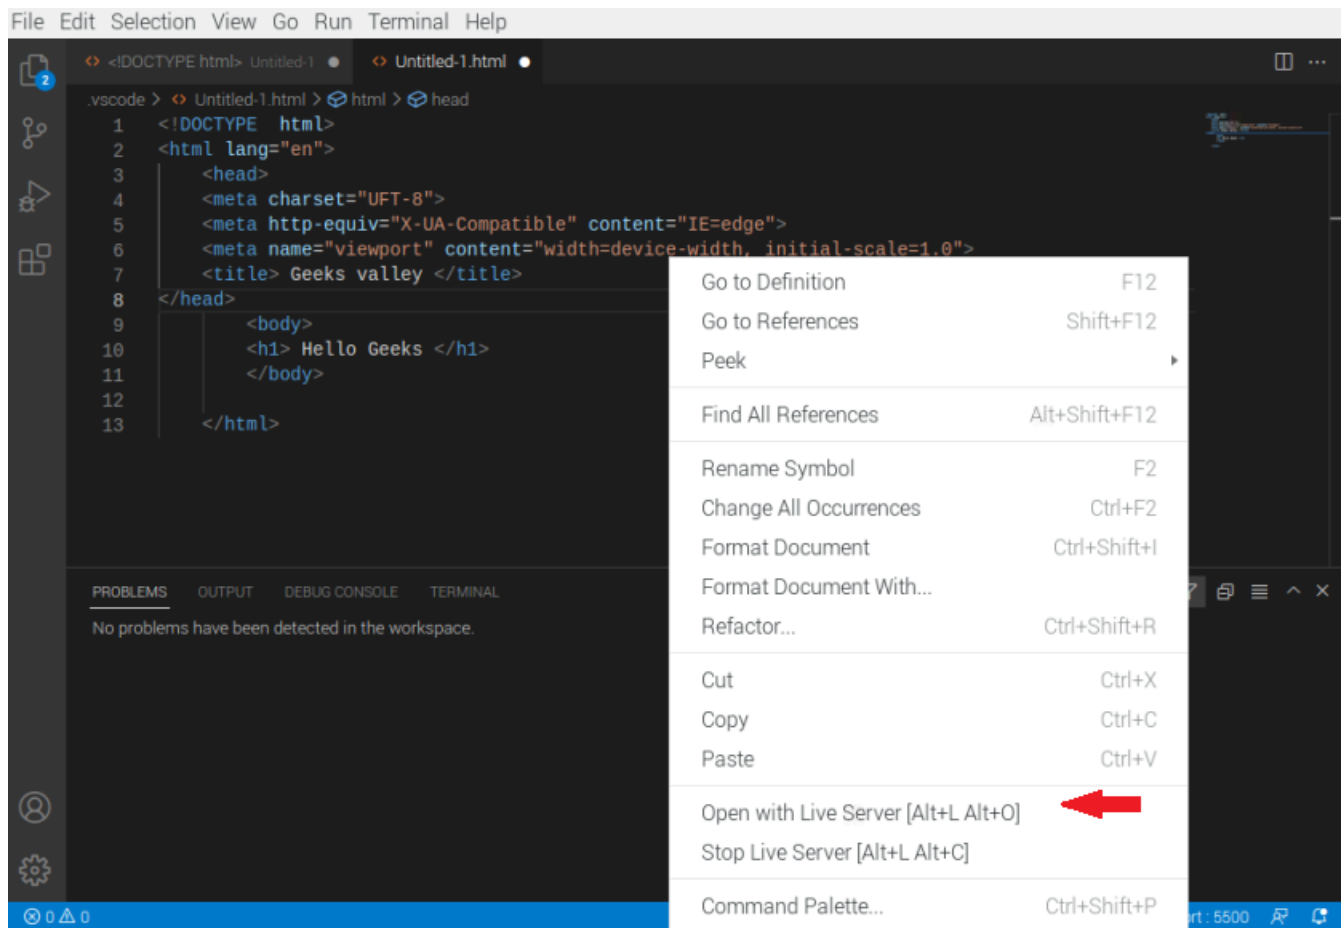 File Edit Selection View Go Run Terminal Help
<!DOCTYPE html> Untitled-1 Untitled-1.html
2
.vscode > Untitled-1.html > html > head
1 <!DOCTYPE  html>
2 <html lang="en">
3 <head>
4 <meta charset="UFT-8">
5 <meta http-equiv="X-UA-Compatible" content="IE=edge">
6 <meta name="viewport" content="width=device-width, initial-scale=1.0">
7 <title> Geeks valley </title>
8 </head>
9 <body>
10 <h1> Hello Geeks </h1>
11 </body>
12
13 </html>
Go to Definition F12
Go to References Shift+F12
Peek
Find All References Alt+Shift+F12
Rename Symbol F2
Change All Occurrences Ctrl+F2
Format Document Ctrl+Shift+I
Format Document With...
Refactor... Ctrl+Shift+R
Cut Ctrl+X
Copy Ctrl+C
Paste Ctrl+V
Open with Live Server [Alt+L Alt+O]
Stop Live Server [Alt+L Alt+C]
Command Palette... Ctrl+Shift+P
PROBLEMS OUTPUT DEBUG CONSOLE TERMINAL
No problems have been detected in the workspace.
0 0 : 5500